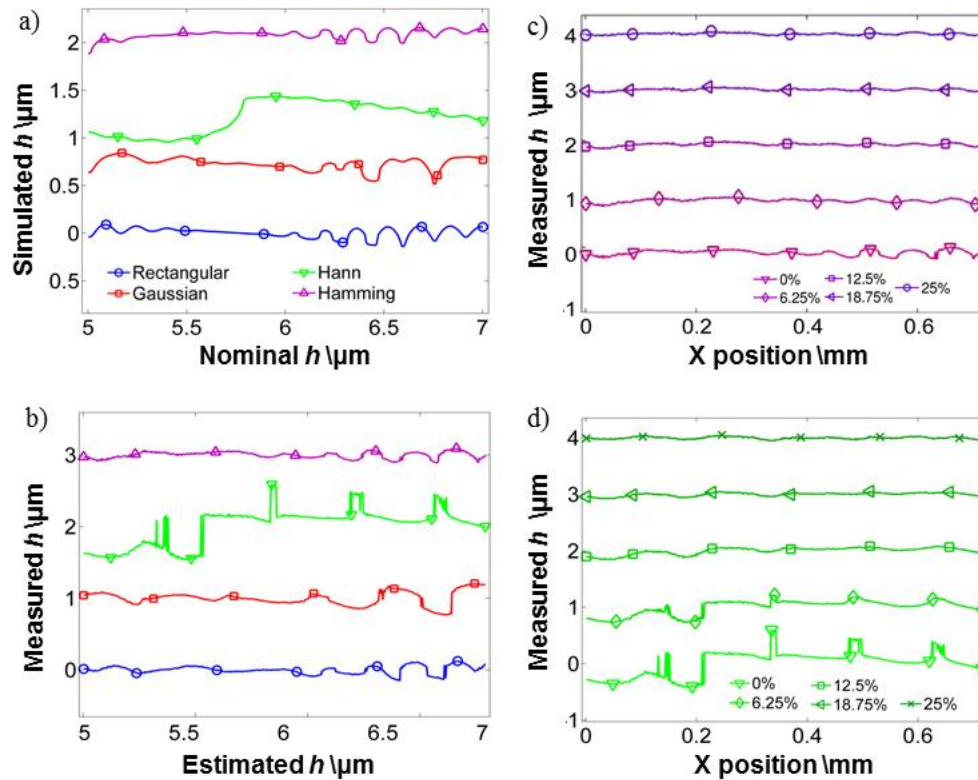 a)
2
1.5
1
0.5
0
0.5
Simulated h \µm
Rectangular
Gaussian
Hann
Hamming
5 5.5 6 6.5 7
Nominal h \µm
b)
3
2
1
0
Measured h \µm
5 5.5 6 6.5 7
Estimated h \µm
c)
4
3
2
1
0
-1
Measured h \µm
0%
6.25%
12.5%
18.75%
25%
0 0.2 0.4 0.6
X position \mm
d)
4
3
2
1
0
-1
Measured h \µm
0%
6.25%
12.5%
18.75%
25%
0 0.2 0.4 0.6
X position \mm